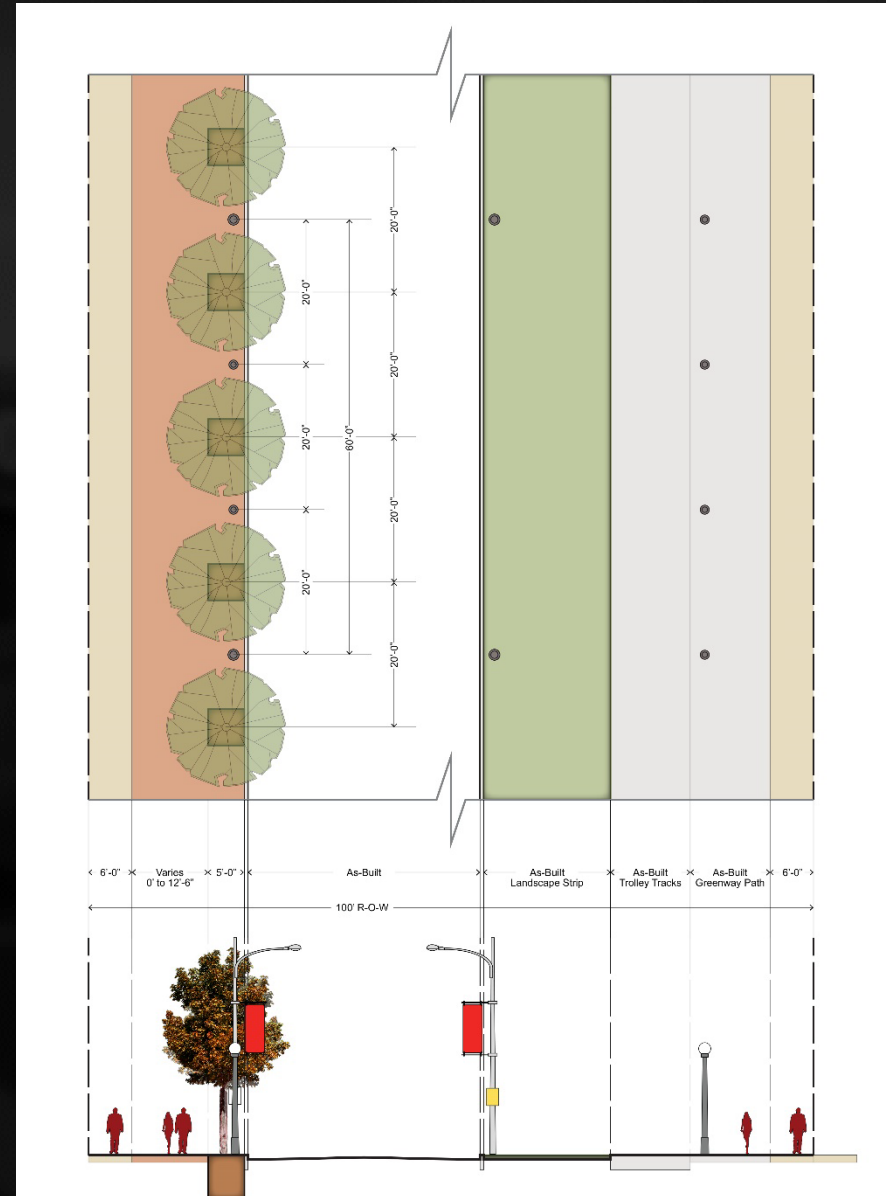 20'-0"
20'-0"
20'-0"
20'-0"
60'-0"
20'-0"
20'-0"
20'-0"
6'-0"
Varies
0' to 12'-6"
5'-0"
As-Built
As-Built
Landscape Strip
As-Built
Trolley Tracks
As-Built
Greenway Path
6'-0"
100' R-O-W